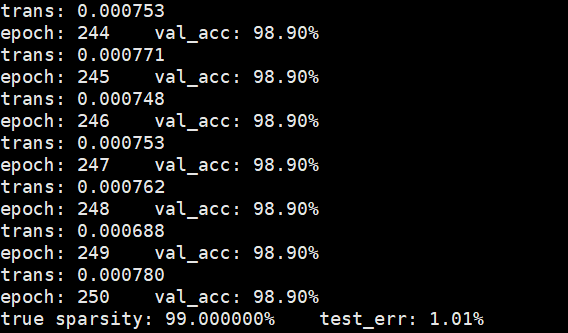 trans: 0.000753
epoch: 244    val_acc: 98.90%
trans: 0.000771
epoch: 245    val_acc: 98.90%
trans: 0.000748
epoch: 246    val_acc: 98.90%
trans: 0.000753
epoch: 247    val_acc: 98.90%
trans: 0.000762
epoch: 248    val_acc: 98.90%
trans: 0.000688
epoch: 249    val_acc: 98.90%
trans: 0.000780
epoch: 250    val_acc: 98.90%
true sparsity: 99.000000%    test_err: 1.01%